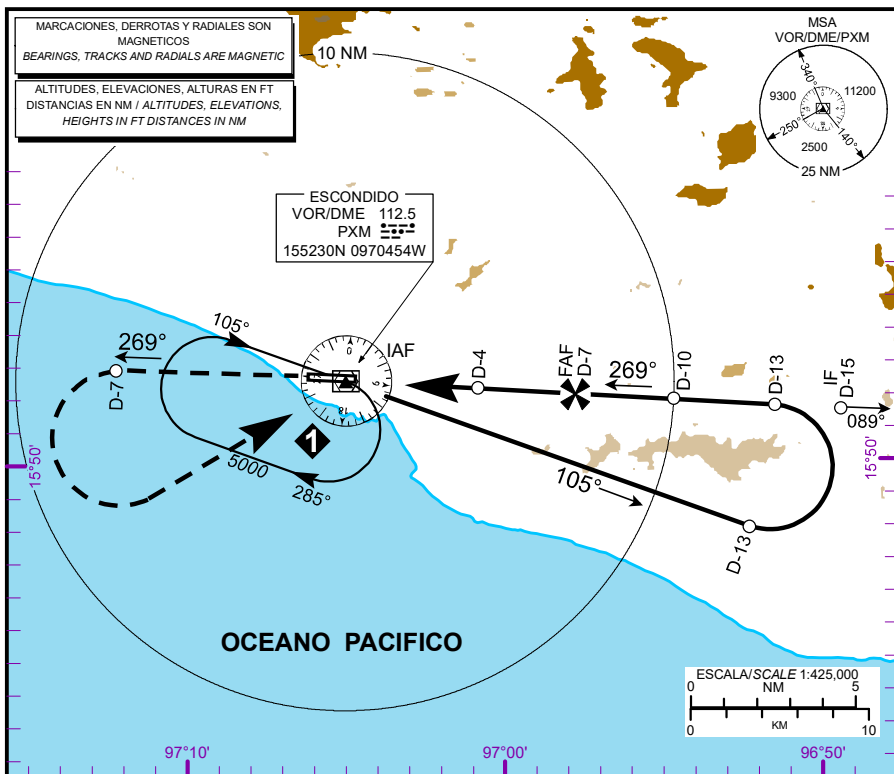 MARCACIONES, DERROTAS Y RADIALES SON
MAGNETICOS
BEARINGS, TRACKS AND RADIALS ARE MAGNETIC
ALTITUDES, ELEVACIONES, ALTURAS EN FT
DISTANCIAS EN NM / ALTITUDES, ELEVATIONS,
HEIGHTS IN FT DISTANCES IN NM
10 NM
MSA
VOR/DME/PXM
340°
9300
11200
250°
140°
2500
25 NM
ESCONDIDO
VOR/DME 112.5
PXM
155230N 0970454W
105°
269°
D-7
IAF
0
9
18
D-4
FAF
D-7
269°
D-10
D-13
IF
D-15
089°
1
5000
285°
105°
D-13
15°50'
15°50'
OCEANO PACIFICO
ESCALA/SCALE 1:425,000
0 NM 5
0 KM 10
97°10'
97°00'
96°50'